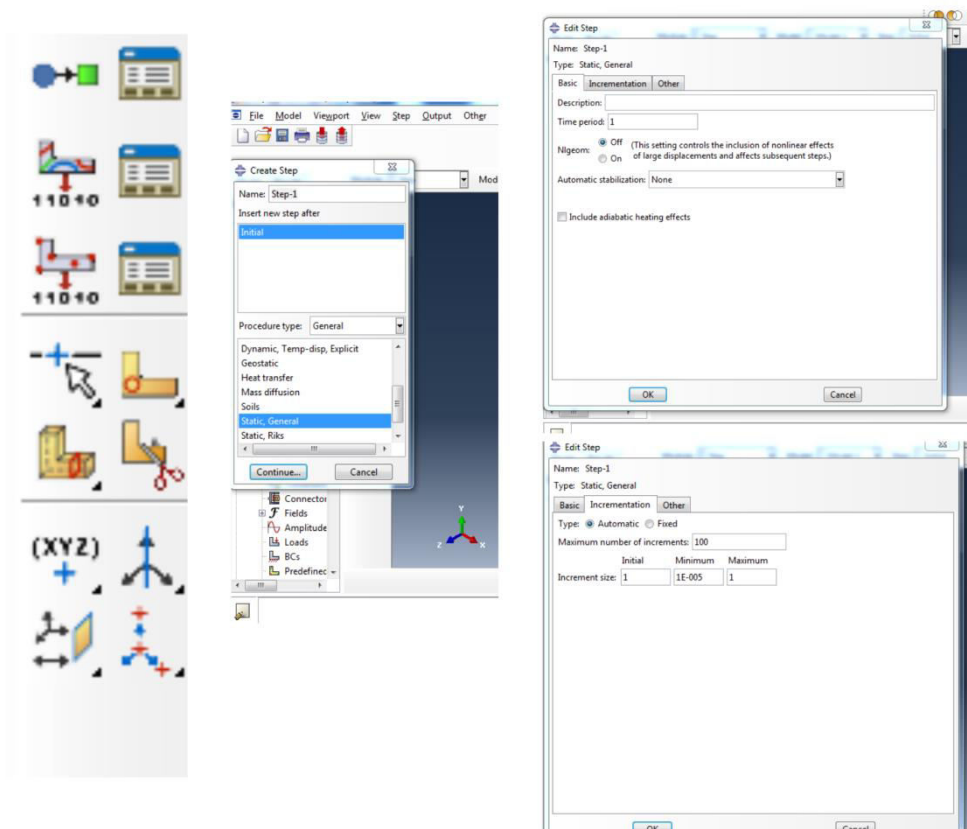 11010
11010
(XYZ)
File Model Viewport View Step Output Other
Create Step
Name: Step-1
Insert new step after
Initial
Procedure type: General
Dynamic, Temp-disp, Explicit
Geostatic
Heat transfer
Mass diffusion
Soils
Static, General
Static, Riks
Continue... Cancel
Mod
Connector
Fields
Amplitude
Loads
BCs
Predefined
Y
Z X
Edit Step
Name: Step-1
Type: Static, General
Basic Incrementation Other
Description:
Time period: 1
Nlgeom: Off (This setting controls the inclusion of nonlinear effects
On of large displacements and affects subsequent steps.)
Automatic stabilization: None
Include adiabatic heating effects
OK Cancel
Edit Step
Name: Step-1
Type: Static, General
Basic Incrementation Other
Type: Automatic Fixed
Maximum number of increments: 100
Initial Minimum Maximum
Increment size: 1 1E-005 1
OK Cancel